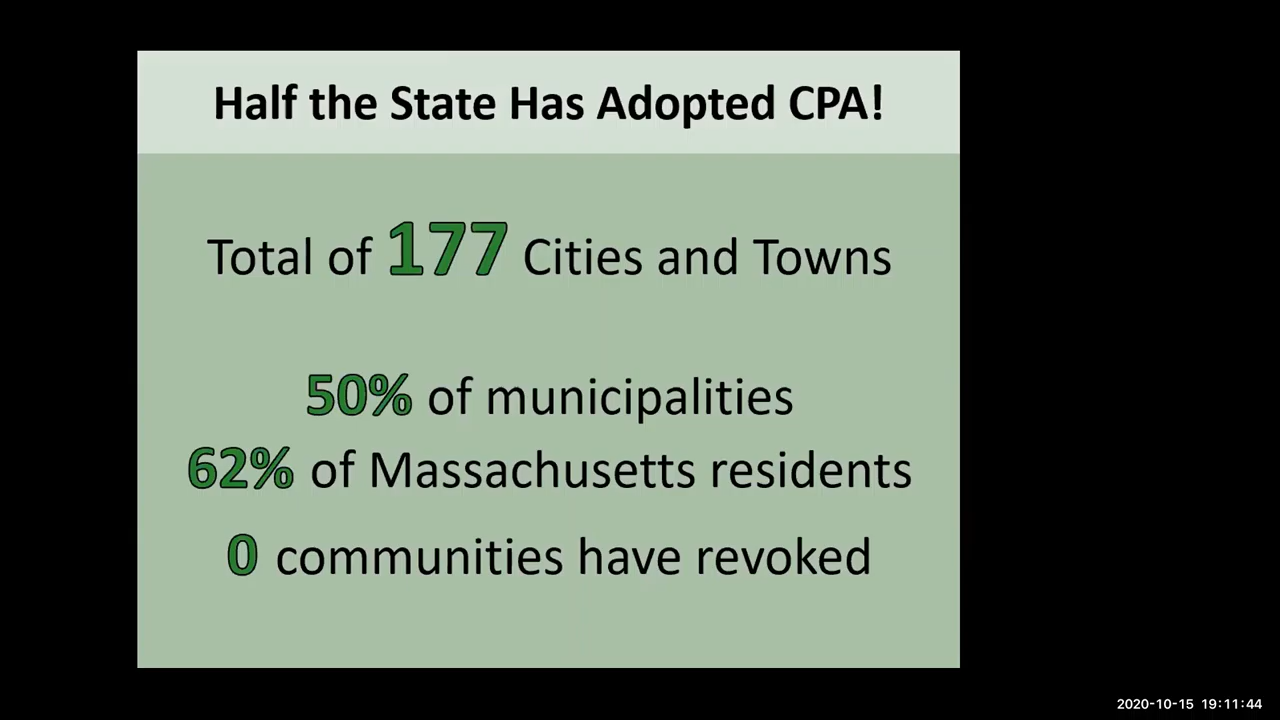 Half the State Has Adopted CPA!
Total of 177 Cities and Towns
50% of municipalities
62% of Massachusetts residents
0 communities have revoked
2020-10-15 19:11:44